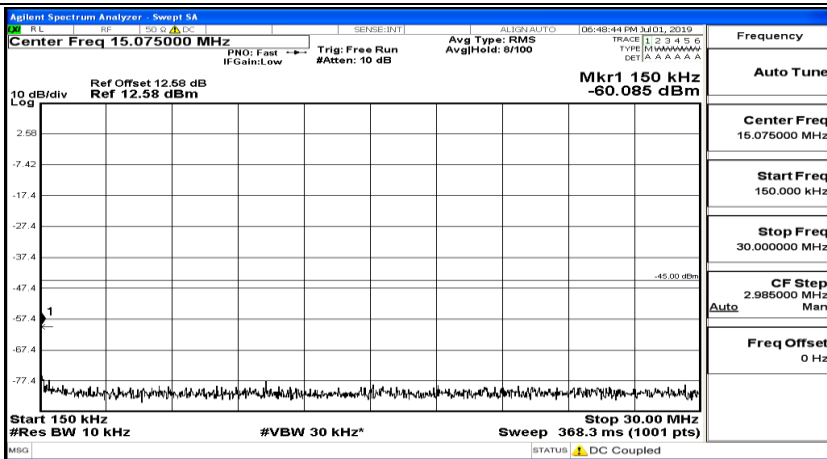 Agilent Spectrum Analyzer - Swept SA
LXI RL RF 50 Ω DC SENSE:INT ALIGN AUTO 06:48:44 PM Jul 01, 2019
Center Freq 15.075000 MHz
PNO: Fast
IFGain:Low
Trig: Free Run
#Atten: 10 dB
Avg Type: RMS
Avg|Hold: 8/100
TRACE 1 2 3 4 5 6
TYPE M W W W W W
DET A A A A A A
Ref Offset 12.58 dB
10 dB/div Ref 12.58 dBm
Log
Mkr1 150 kHz
-60.085 dBm
2.58
-7.42
-17.4
-27.4
-37.4
-45.00 dBm
-47.4
1
-57.4
-67.4
-77.4
Start 150 kHz Stop 30.00 MHz
#Res BW 10 kHz #VBW 30 kHz* Sweep 368.3 ms (1001 pts)
MSG STATUS DC Coupled
Frequency
Auto Tune
Center Freq
15.075000 MHz
Start Freq
150.000 kHz
Stop Freq
30.000000 MHz
CF Step
2.985000 MHz
Auto Man
Freq Offset
0 Hz